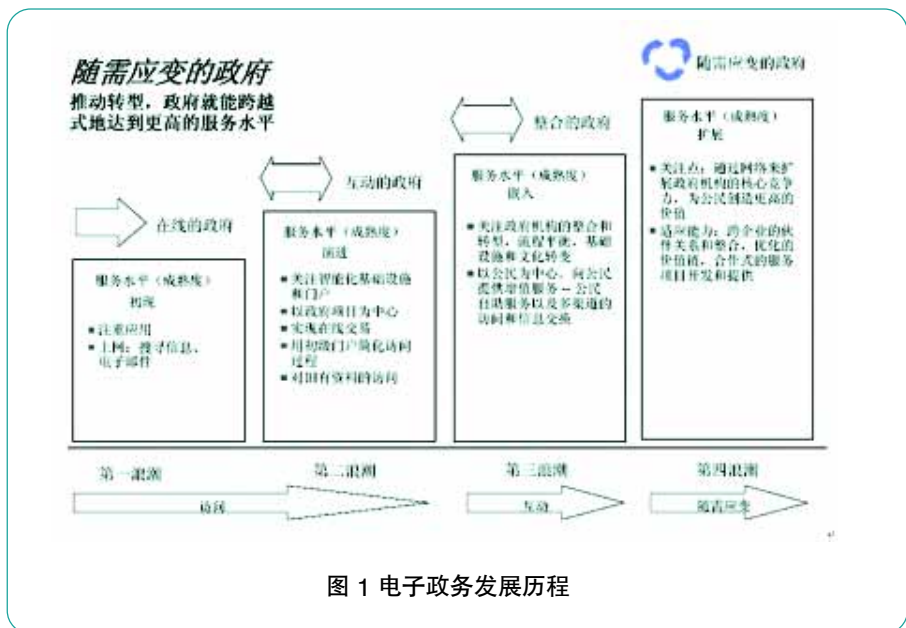 随需应变的政府
推动转型，政府就能跨越
式地达到更高的服务水平
在线的政府
服务水平（成熟度）
初现
■注重应用
■上网：搜寻信息、
电子邮件
互动的政府
服务水平（成熟度）
演进
■关注智能化基础设施
和门户
■以政府项目为中心
■实现在线交易
■用初级门户简化访问
过程
■对固有资料的访问
整合的政府
服务水平（成熟度）
嵌入
■关注政府机构的整合和
转型，流程平衡，基础
设施和文化转变
■以公民为中心，向公民
提供增值服务--公民
自助服务以及多渠道的
访问和信息交换
随需应变的政府
服务水平（成熟度）
扩展
■关注点：通过网络来扩
展政府机构的核心竞争
力，为公民创造更高的
价值
■适应能力：跨企业的伙
伴关系和整合，优化的
价值链，合作式的服务
项目开发和提供
第一浪潮
第二浪潮
第三浪潮
第四浪潮
访问
互动
随需应变
图 1 电子政务发展历程